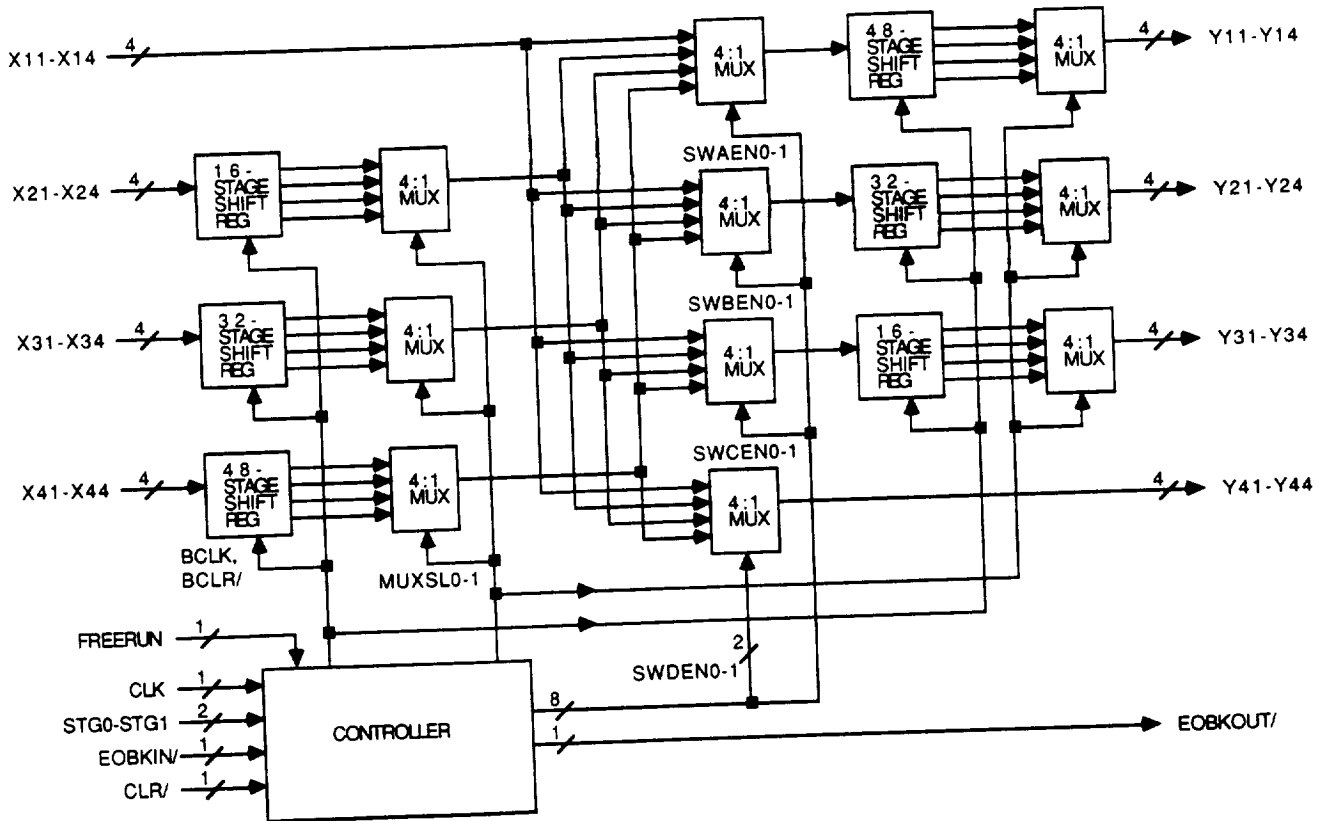 X11-X14
4
4:1
MUX
48-
STAGE
SHIFT
REG
4:1
MUX
4
Y11-Y14
SWAEN0-1
X21-X24
4
16-
STAGE
SHIFT
REG
4:1
MUX
4:1
MUX
32-
STAGE
SHIFT
REG
4:1
MUX
4
Y21-Y24
SWBEN0-1
X31-X34
4
32-
STAGE
SHIFT
REG
4:1
MUX
4:1
MUX
16-
STAGE
SHIFT
REG
4:1
MUX
4
Y31-Y34
SWCEN0-1
X41-X44
4
48-
STAGE
SHIFT
REG
4:1
MUX
4:1
MUX
4
Y41-Y44
BCLK,
BCLR/
MUXSL0-1
FREERUN
1
2
SWDEN0-1
CLK
1
STG0-STG1
2
EOBKIN/
1
CLR/
1
CONTROLLER
8
1
EOBKOUT/